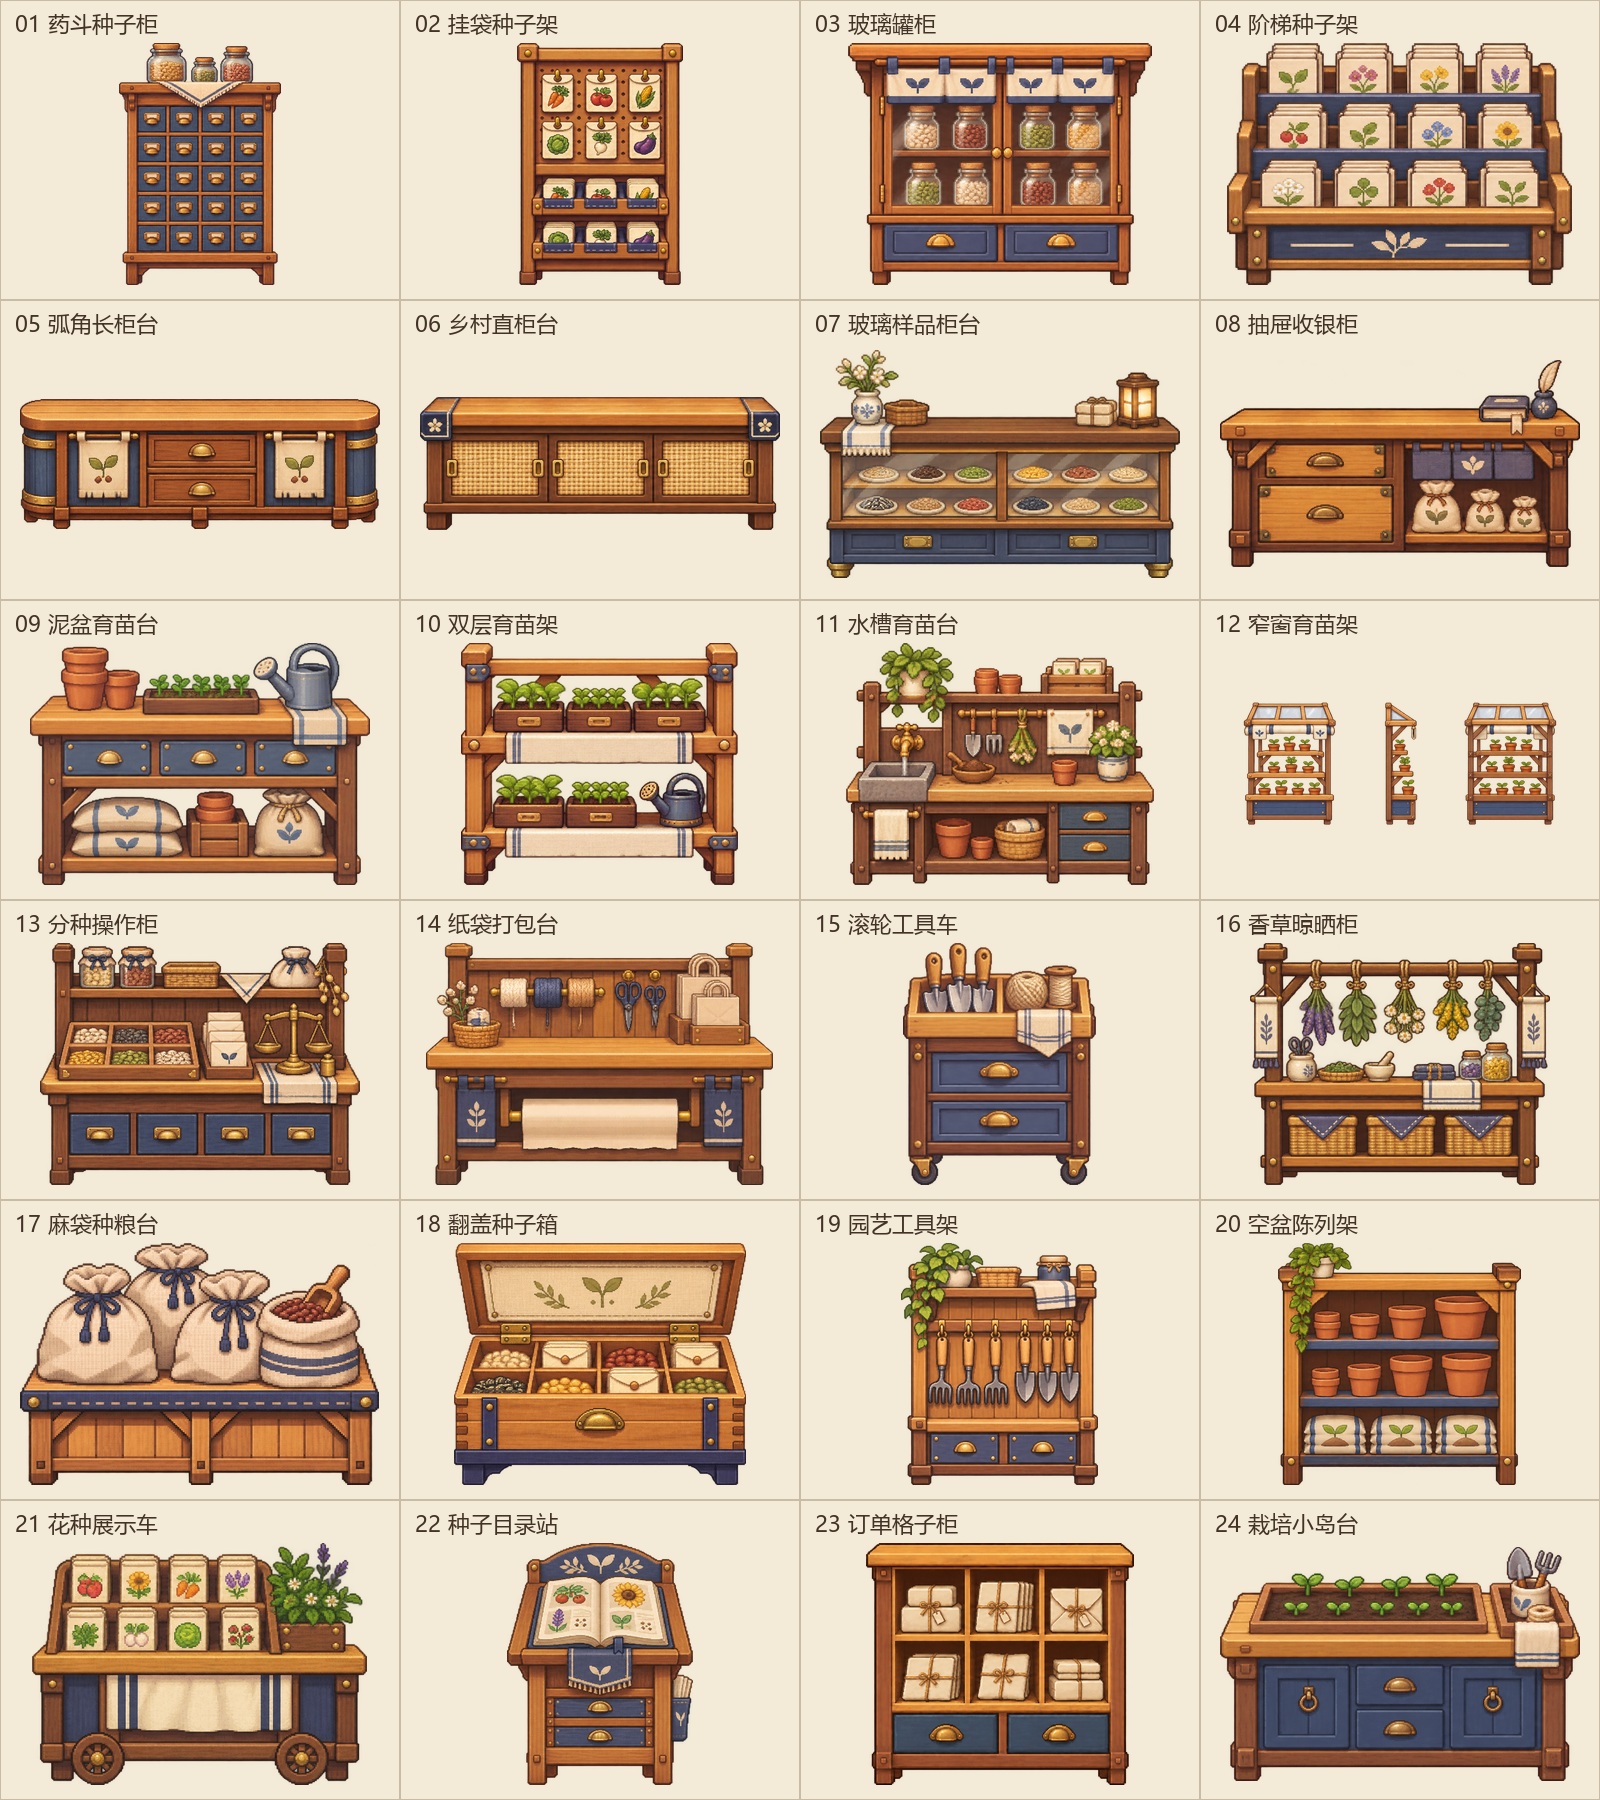 01 药斗种子柜
02 挂袋种子架
03 玻璃罐柜
04 阶梯种子架
05 弧角长柜台
06 乡村直柜台
07 玻璃样品柜台
08 抽屉收银柜
09 泥盆育苗台
10 双层育苗架
11 水槽育苗台
12 窄窗育苗架
13 分种操作柜
14 纸袋打包台
15 滚轮工具车
16 香草晾晒柜
17 麻袋种粮台
18 翻盖种子箱
19 园艺工具架
20 空盆陈列架
21 花种展示车
22 种子目录站
23 订单格子柜
24 栽培小岛台